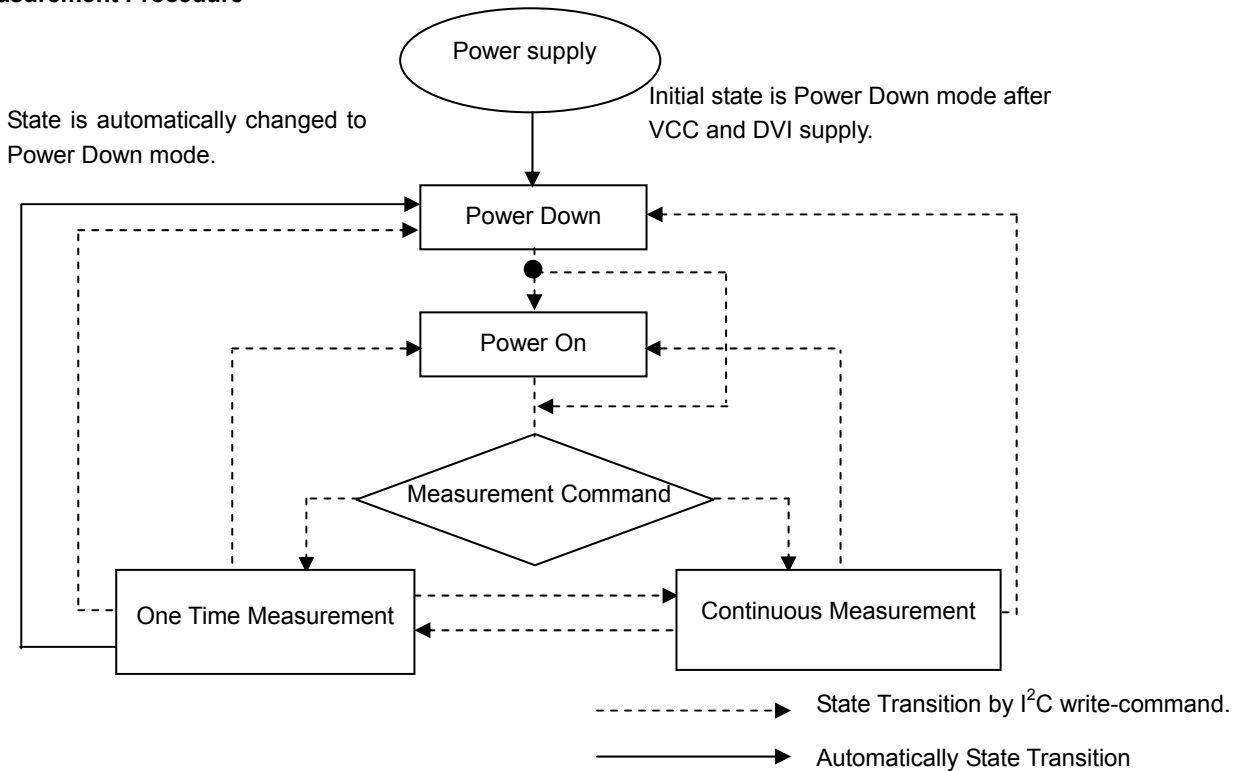 Power supply
Initial state is Power Down mode after
VCC and DVI supply.
State is automatically changed to
Power Down mode.
Power Down
Power On
Measurement Command
One Time Measurement
Continuous Measurement
State Transition by I²C write-command.
Automatically State Transition